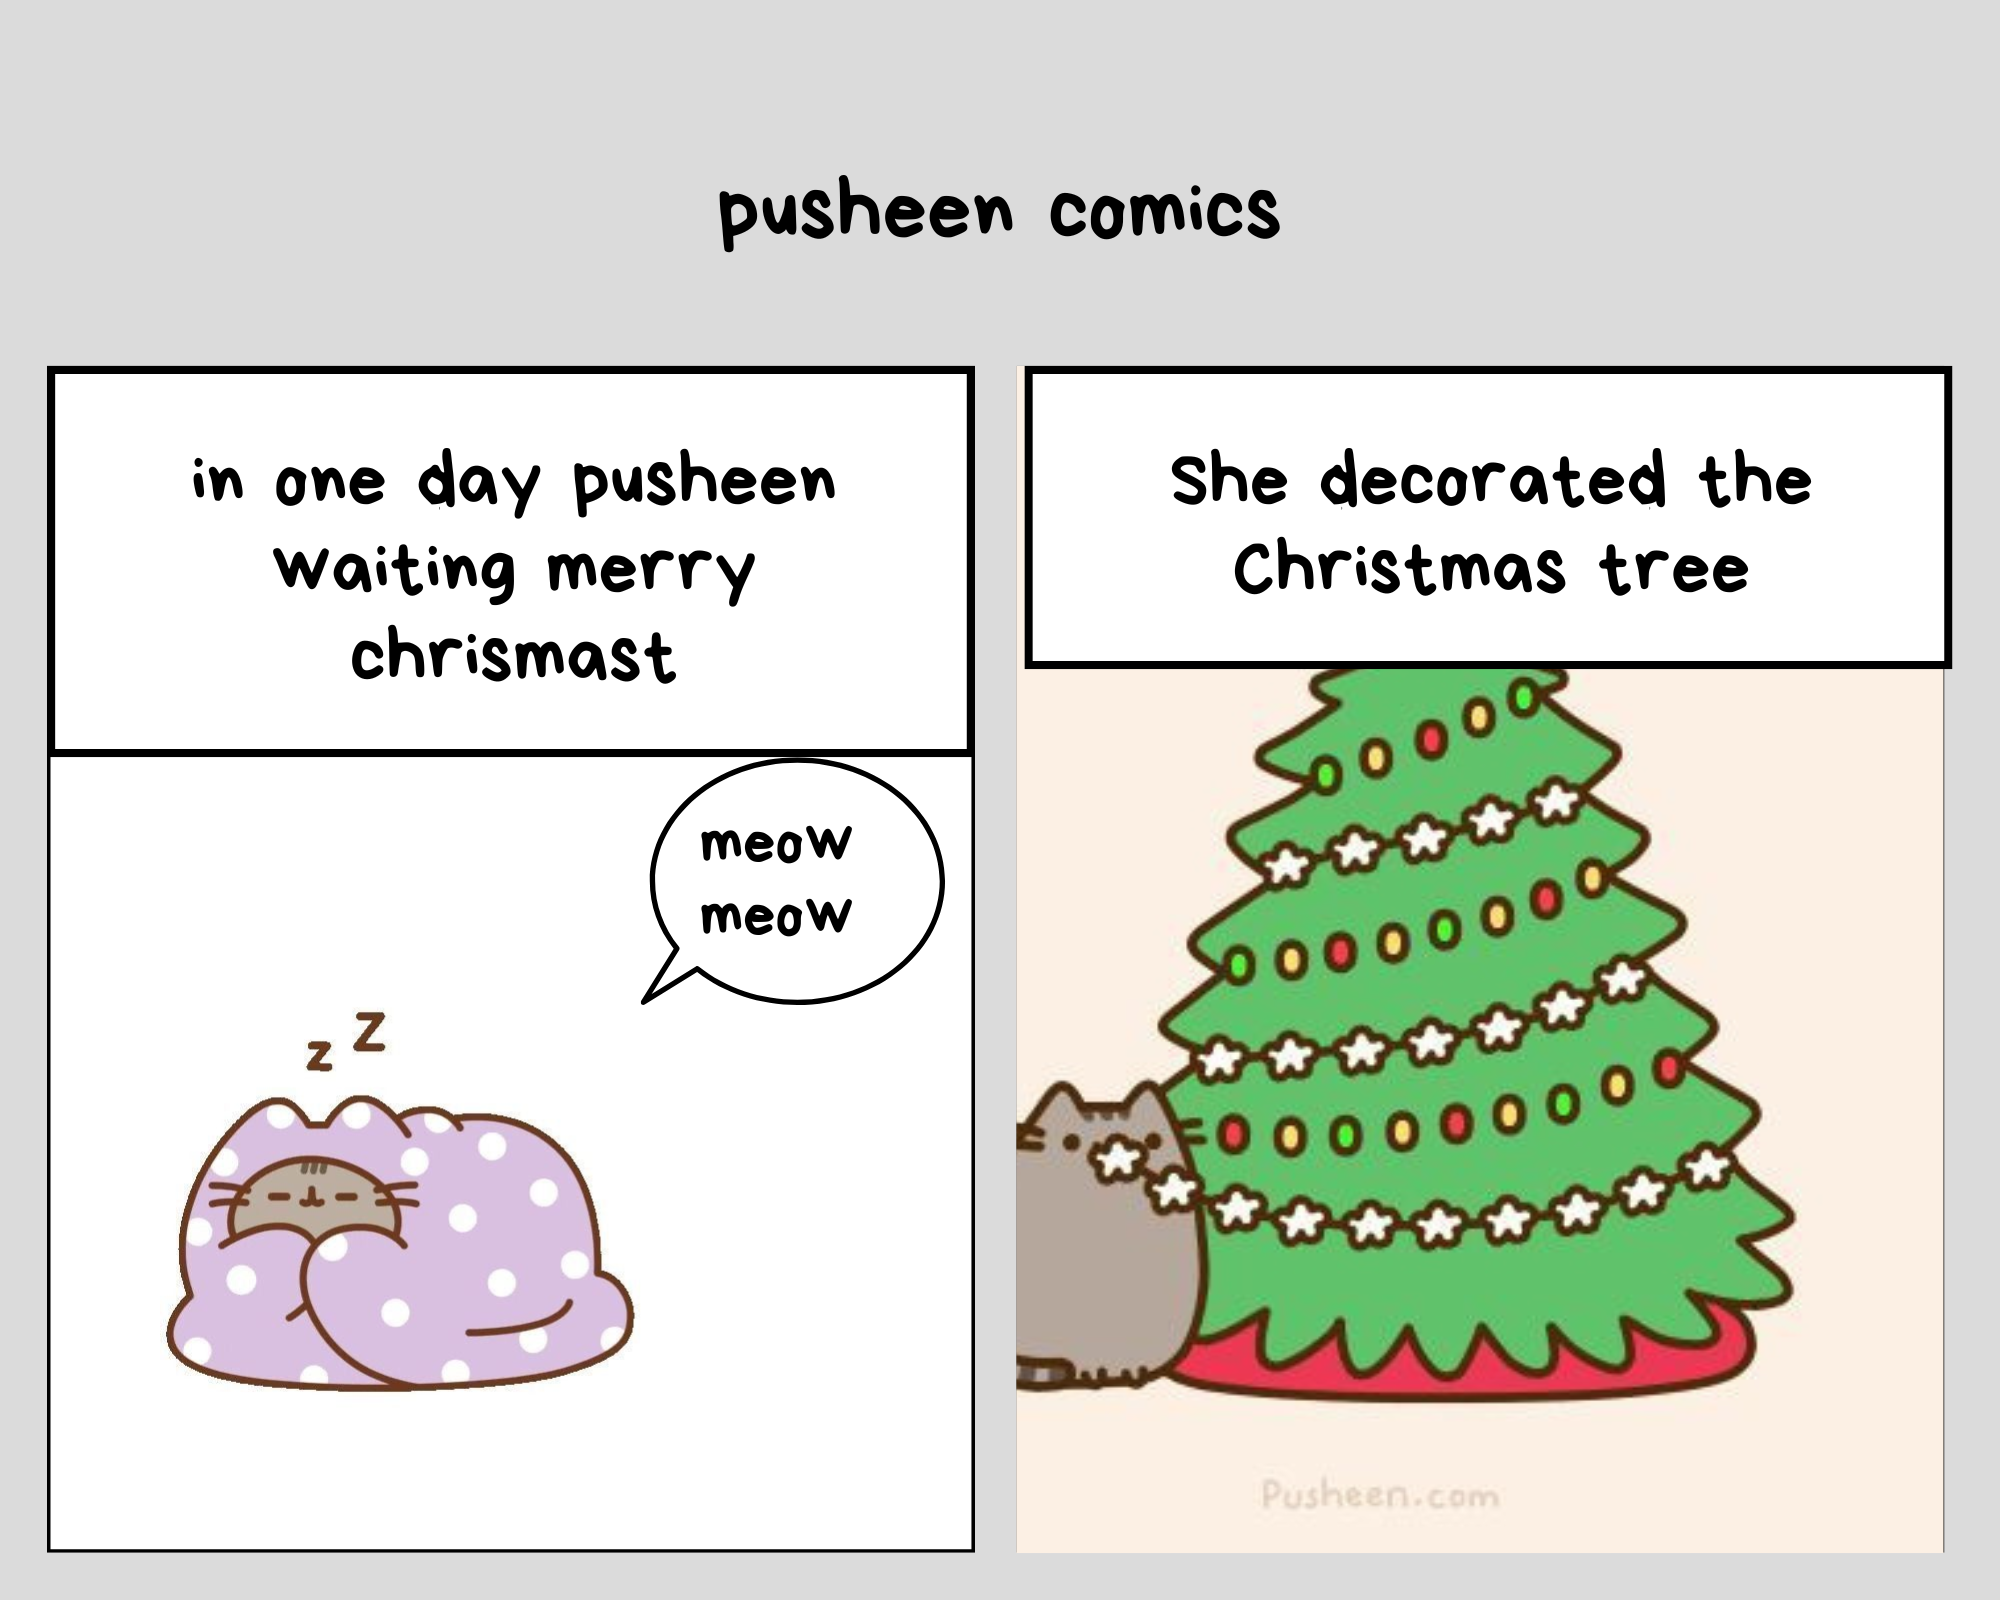 pusheen comics
in one day pusheen
waiting merry
chrismast
meow
meow
z Z
She decorated the
Christmas tree
Pusheen.com